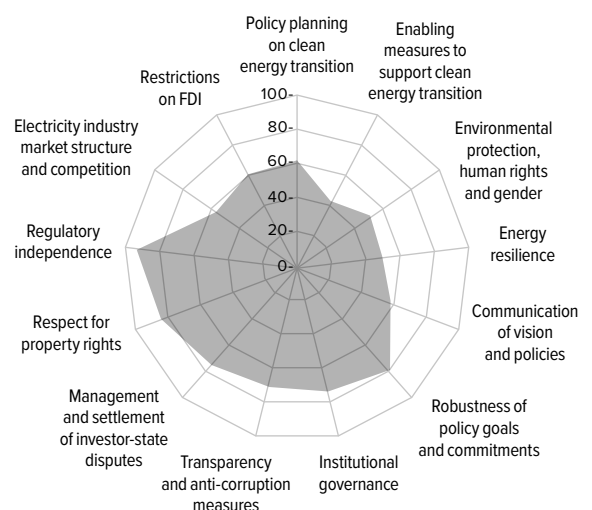 Policy planning
on clean
energy transition
Enabling
measures to
support clean
energy transition
Environmental
protection,
human rights
and gender
Energy
resilience
Communication
of vision
and policies
Robustness of
policy goals
and commitments
Institutional
governance
Transparency
and anti-corruption
measures
Management
and settlement
of investor-state
disputes
Respect for
property rights
Regulatory
independence
Electricity industry
market structure
and competition
Restrictions
on FDI
100-
80-
60-
40-
20-
0-